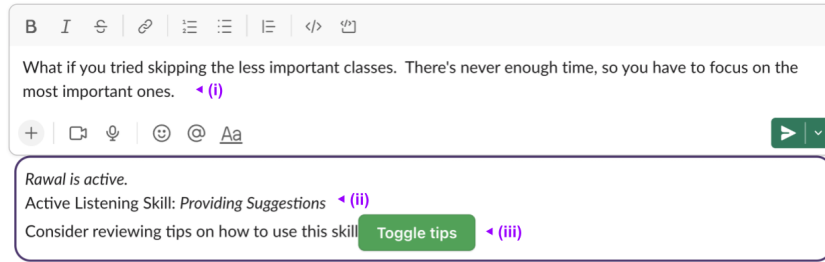 B I S </>
What if you tried skipping the less important classes.  There's never enough time, so you have to focus on the
most important ones. (i)
+ @ Aa
Rawal is active.
Active Listening Skill: Providing Suggestions (ii)
Consider reviewing tips on how to use this skill Toggle tips (iii)